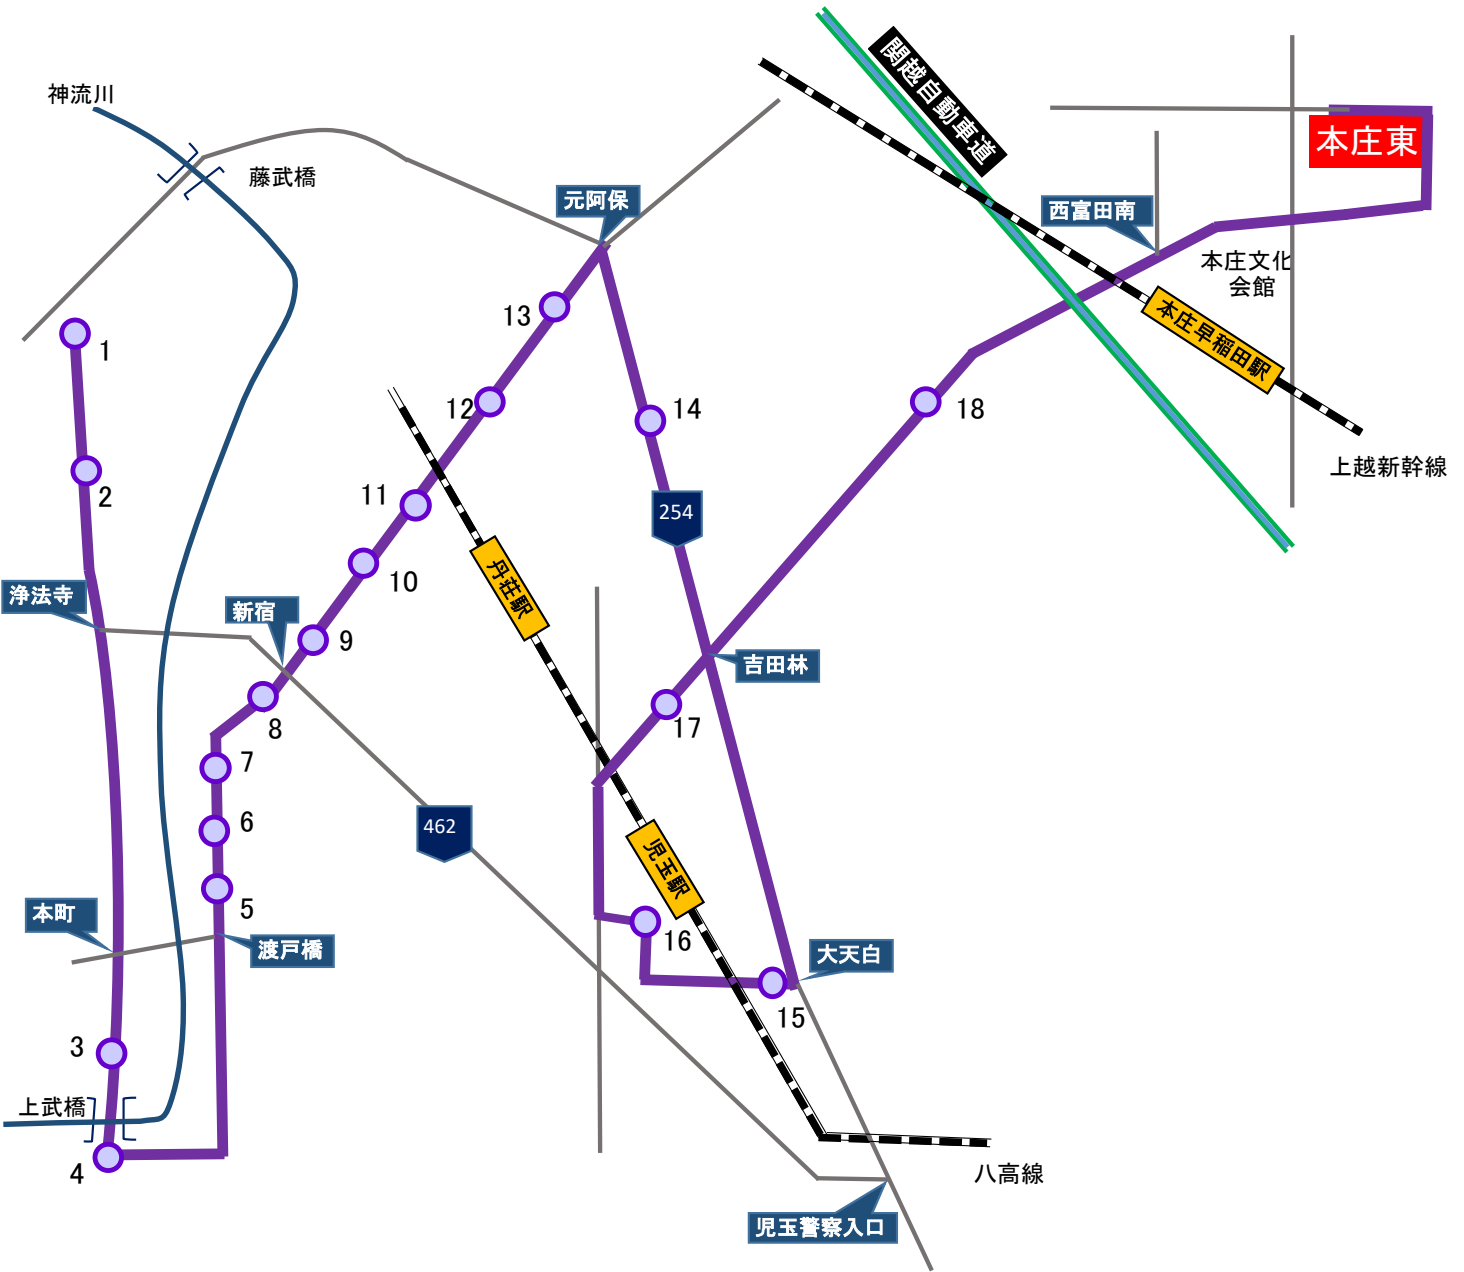 神流川
関越自動車道
本庄東
藤武橋
元阿保
西富田南
本庄文化
会館
13
1
本庄早稲田駅
12
14
18
上越新幹線
11
2
254
10
丹荘駅
浄法寺
新宿
9
吉田林
8
17
7
6
462
児玉駅
5
本町
渡戸橋
16
大天白
15
3
上武橋
4
八高線
児玉警察入口